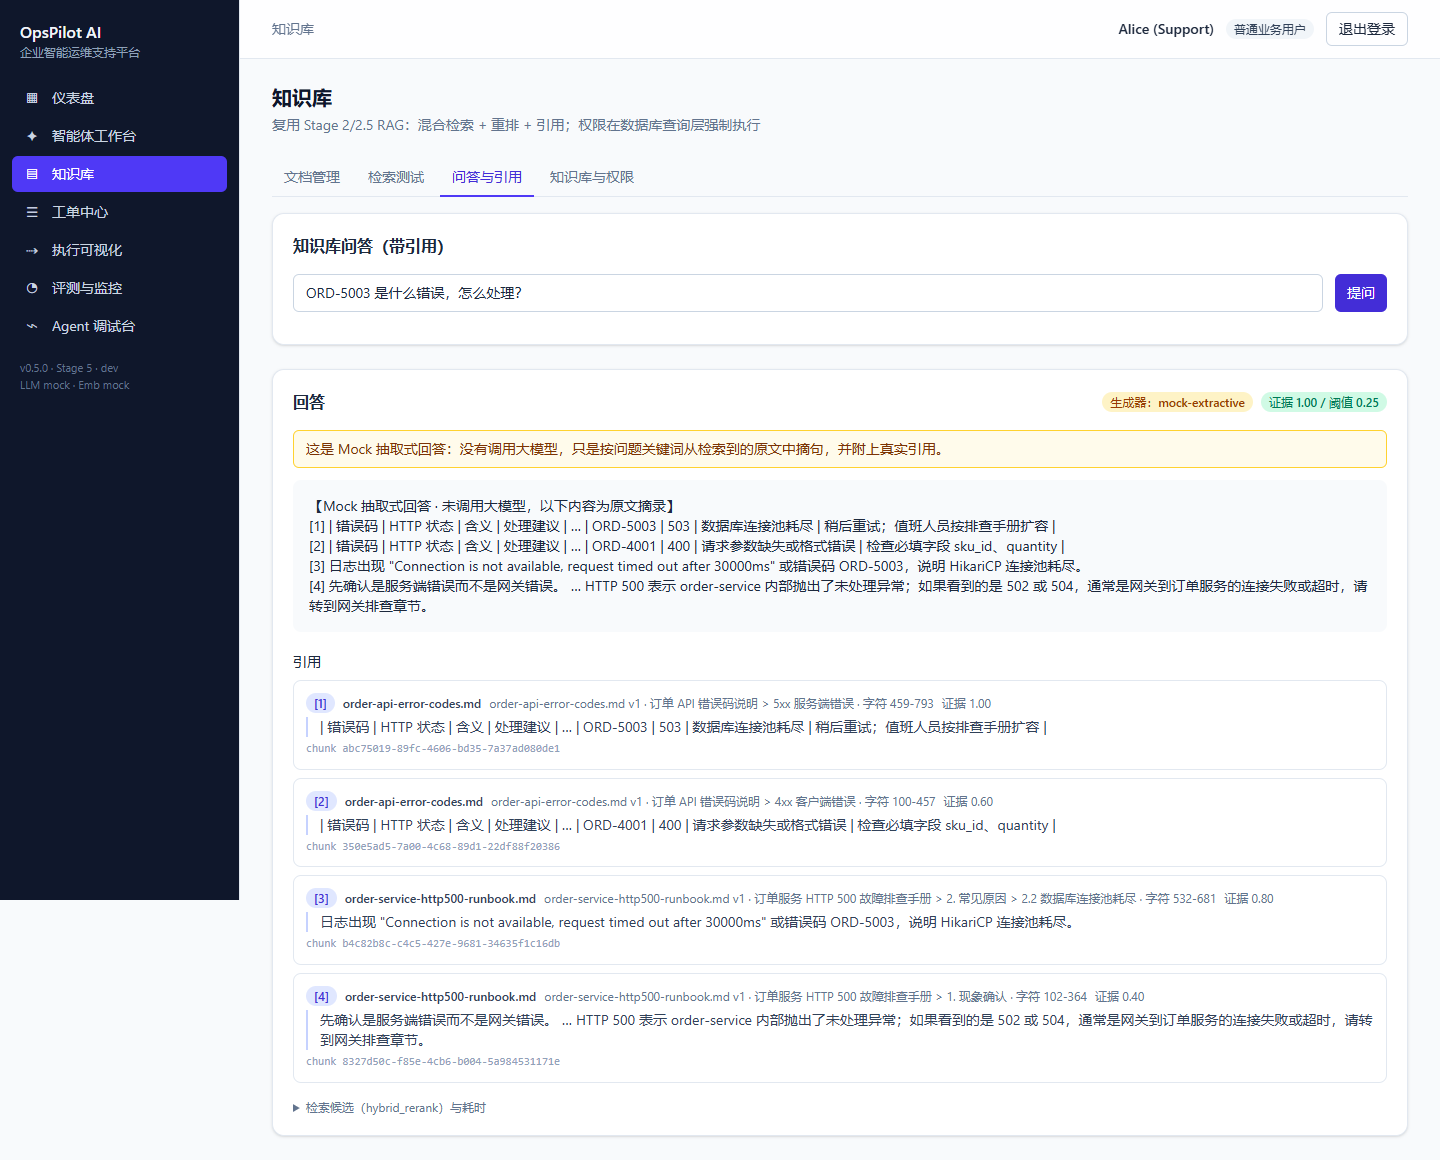 OpsPilot AI
企业智能运维支持平台
仪表盘
智能体工作台
知识库
工单中心
执行可视化
评测与监控
Agent 调试台
v0.5.0 · Stage 5 · dev
LLM mock · Emb mock
知识库
Alice (Support)
普通业务用户
退出登录
知识库
复用 Stage 2/2.5 RAG：混合检索 + 重排 + 引用；权限在数据库查询层强制执行
文档管理
检索测试
问答与引用
知识库与权限
知识库问答（带引用）
ORD-5003 是什么错误，怎么处理？
提问
回答
生成器：mock-extractive
证据 1.00 / 阈值 0.25
这是 Mock 抽取式回答：没有调用大模型，只是按问题关键词从检索到的原文中摘句，并附上真实引用。
【Mock 抽取式回答 · 未调用大模型，以下内容为原文摘录】
[1] | 错误码 | HTTP 状态 | 含义 | 处理建议 | ... | ORD-5003 | 503 | 数据库连接池耗尽 | 稍后重试；值班人员按排查手册扩容 |
[2] | 错误码 | HTTP 状态 | 含义 | 处理建议 | ... | ORD-4001 | 400 | 请求参数缺失或格式错误 | 检查必填字段 sku_id、quantity |
[3] 日志出现 "Connection is not available, request timed out after 30000ms" 或错误码 ORD-5003，说明 HikariCP 连接池耗尽。
[4] 先确认是服务端错误而不是网关错误。 ... HTTP 500 表示 order-service 内部抛出了未处理异常；如果看到的是 502 或 504，通常是网关到订单服务的连接失败或超时，请
转到网关排查章节。
引用
[1] order-api-error-codes.md order-api-error-codes.md v1 · 订单 API 错误码说明 > 5xx 服务端错误 · 字符 459-793 证据 1.00
| 错误码 | HTTP 状态 | 含义 | 处理建议 | ... | ORD-5003 | 503 | 数据库连接池耗尽 | 稍后重试；值班人员按排查手册扩容 |
chunk abc75019-89fc-4606-bd35-7a37ad080de1
[2] order-api-error-codes.md order-api-error-codes.md v1 · 订单 API 错误码说明 > 4xx 客户端错误 · 字符 100-457 证据 0.60
| 错误码 | HTTP 状态 | 含义 | 处理建议 | ... | ORD-4001 | 400 | 请求参数缺失或格式错误 | 检查必填字段 sku_id、quantity |
chunk 350e5ad5-7a00-4c68-89d1-22df88f20386
[3] order-service-http500-runbook.md order-service-http500-runbook.md v1 · 订单服务 HTTP 500 故障排查手册 > 2. 常见原因 > 2.2 数据库连接池耗尽 · 字符 532-681 证据 0.80
日志出现 "Connection is not available, request timed out after 30000ms" 或错误码 ORD-5003，说明 HikariCP 连接池耗尽。
chunk b4c82b8c-c4c5-427e-9681-34635f1c16db
[4] order-service-http500-runbook.md order-service-http500-runbook.md v1 · 订单服务 HTTP 500 故障排查手册 > 1. 现象确认 · 字符 102-364 证据 0.40
先确认是服务端错误而不是网关错误。 ... HTTP 500 表示 order-service 内部抛出了未处理异常；如果看到的是 502 或 504，通常是网关到订单服务的连接失败或超时，请转
到网关排查章节。
chunk 8327d50c-f85e-4cb6-b004-5a984531171e
检索候选（hybrid_rerank）与耗时